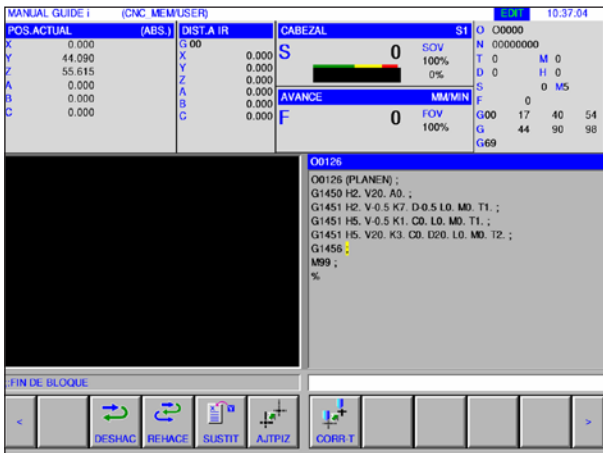 MANUAL GUIDE i (CNC_MEM/USER) EDIT 10:37:04
POS.ACTUAL (ABS.)
X 0.000
Y 44.090
Z 55.615
A 0.000
B 0.000
C 0.000
DIST.A IR
G 00
X 0.000
Y 0.000
Z 0.000
A 0.000
B 0.000
C 0.000
CABEZAL S1
S 0 SOV
100%
0%
AVANCE MM/MIN
F 0 FOV
100%
O O0000
N 00000000
T 0 M 0
D 0 H 0
S 0 M5
F 0
G00 17 40 54
G 44 90 98
G69
O0126
O0126 (PLANEN) ;
G1450 H2. V20. A0. ;
G1451 H2. V-0.5 K7. D-0.5 L0. M0. T1. ;
G1451 H5. V-0.5 K1. C0. L0. M0. T1. ;
G1451 H5. V20. K3. C0. D20. L0. M0. T2. ;
G1456 ;
M99 ;
%
;:FIN DE BLOQUE
< DESHAC REHACE SUSTIT AJTPIZ CORR-T >